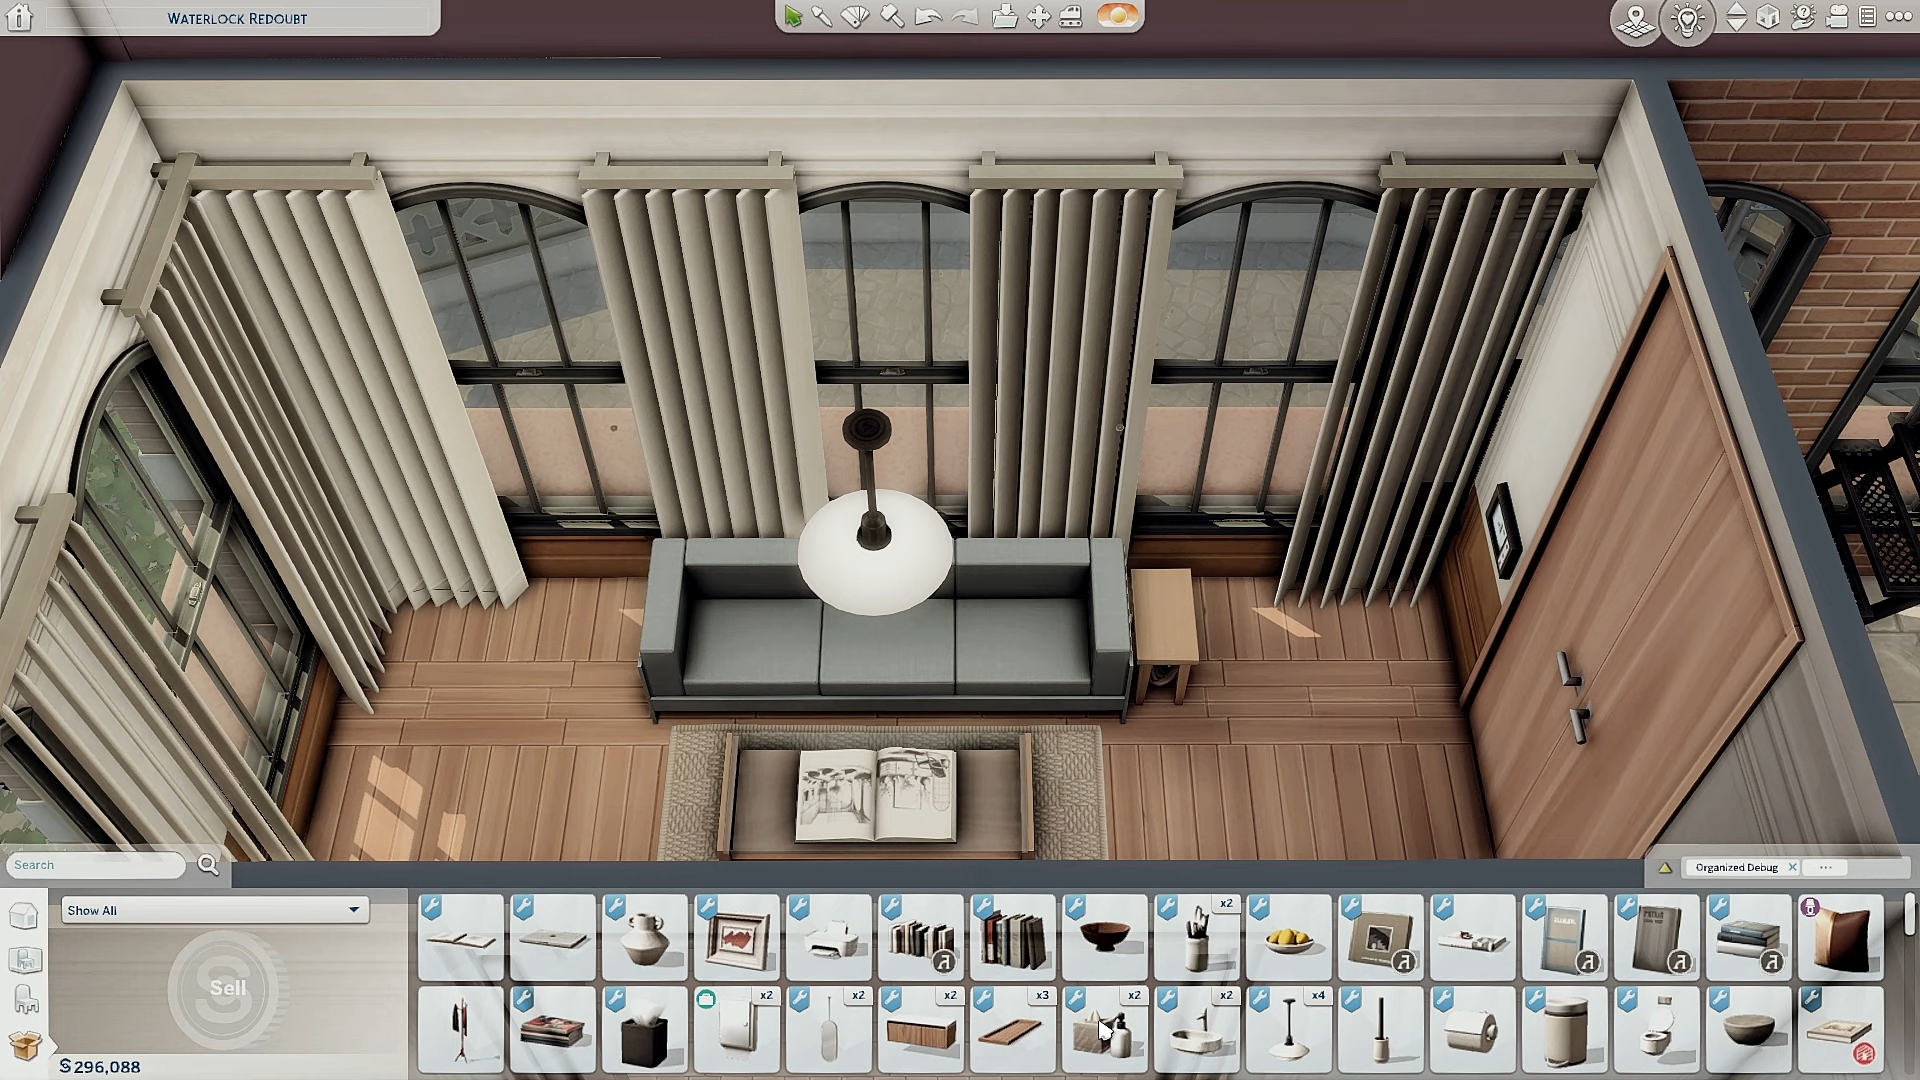 Waterlock Redoubt
Search
Organized Debug
Show All
Sell
296,088
x2
x2
x2
x2
x3
x2
x2
x4